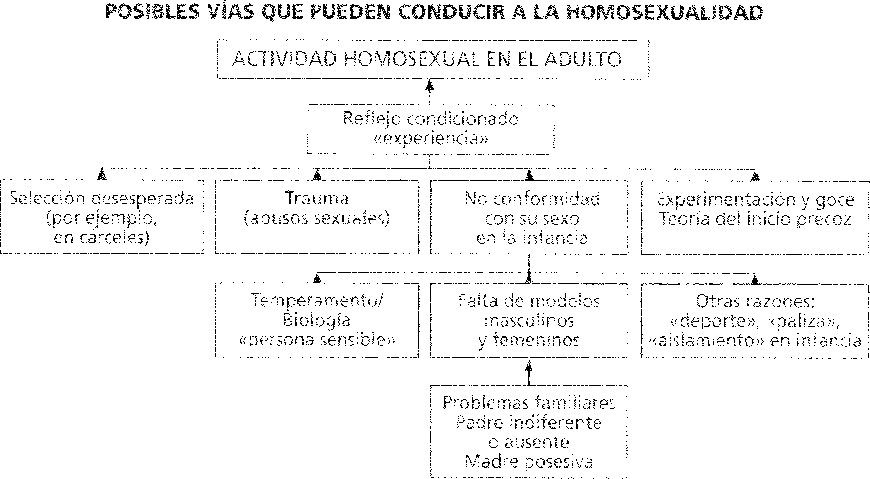 POSIBLES VÍAS QUE PUEDEN CONDUCIR A LA HOMOSEXUALIDAD
ACTIVIDAD HOMOSEXUAL EN EL ADULTO
Reflejo condicionado
«experiencia»
Selección desesperada
(por ejemplo,
en cárceles)
Trauma
(abusos sexuales)
No conformidad
con su sexo
en la infancia
Experimentación y goce
Teoría del inicio precoz
Temperamento/
Biología
«persona sensible»
Falta de modelos
masculinos
y femeninos
Otras razones:
«deporte», «paliza»,
«aislamiento» en infancia
Problemas familiares
Padre indiferente
o ausente
Madre posesiva